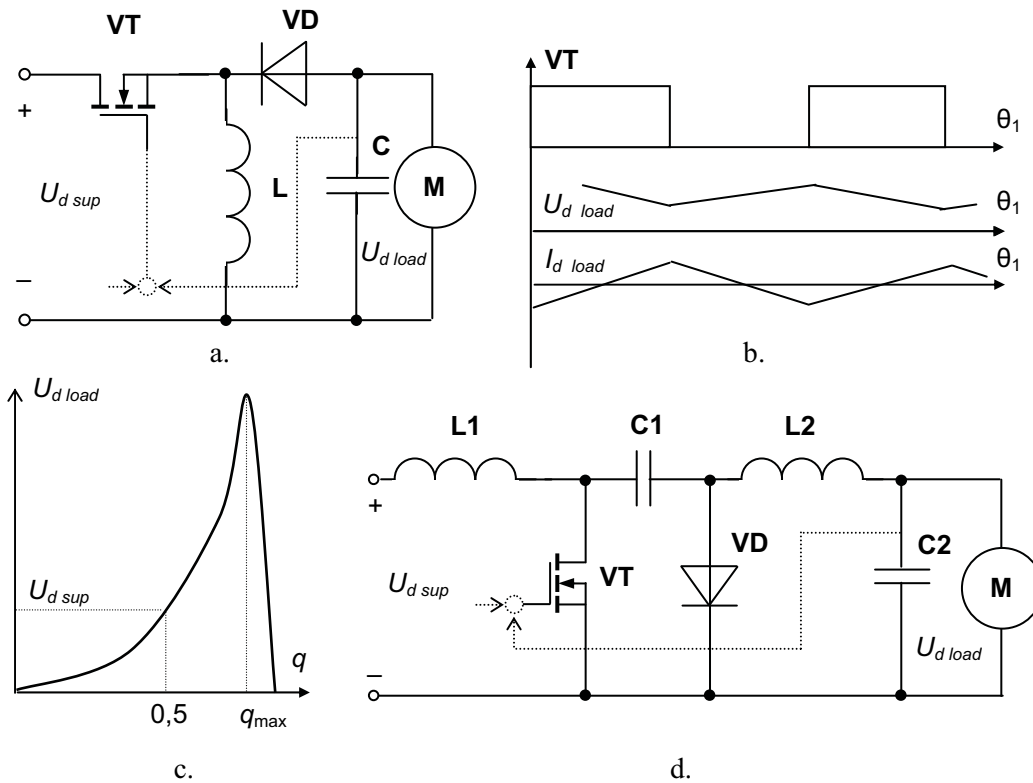 VT
VD
+
U_d sup
L
C
M
–
U_d load
a.
VT
θ₁
U_d load
θ₁
I_d load
θ₁
b.
U_d load
U_d sup
q
0,5
q_max
c.
L1
C1
L2
+
VD
C2
VT
U_d sup
M
U_d load
–
d.